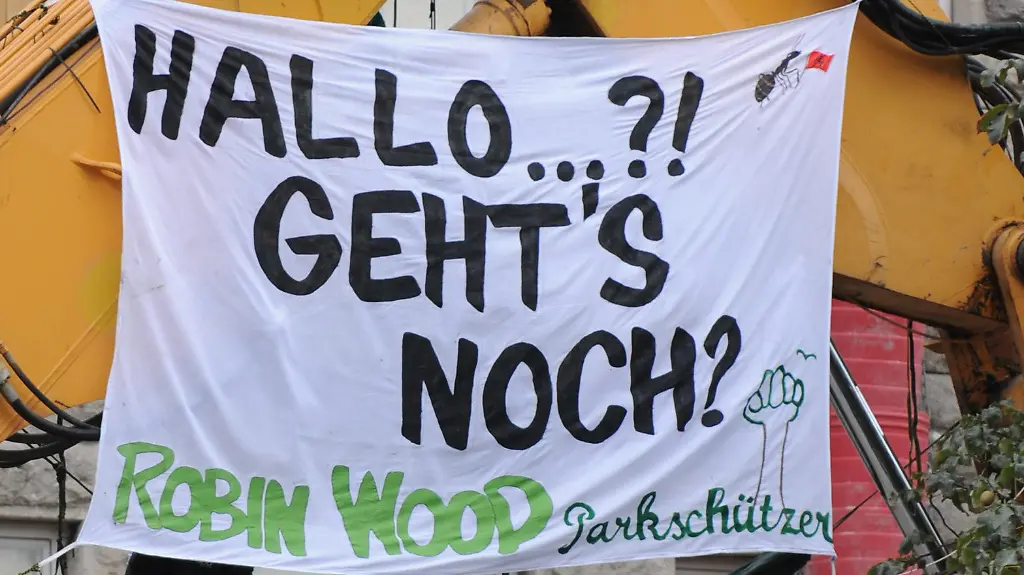 HALLO...?!
GEHT'S
NOCH?
ROBIN WOOD
Parkschützer